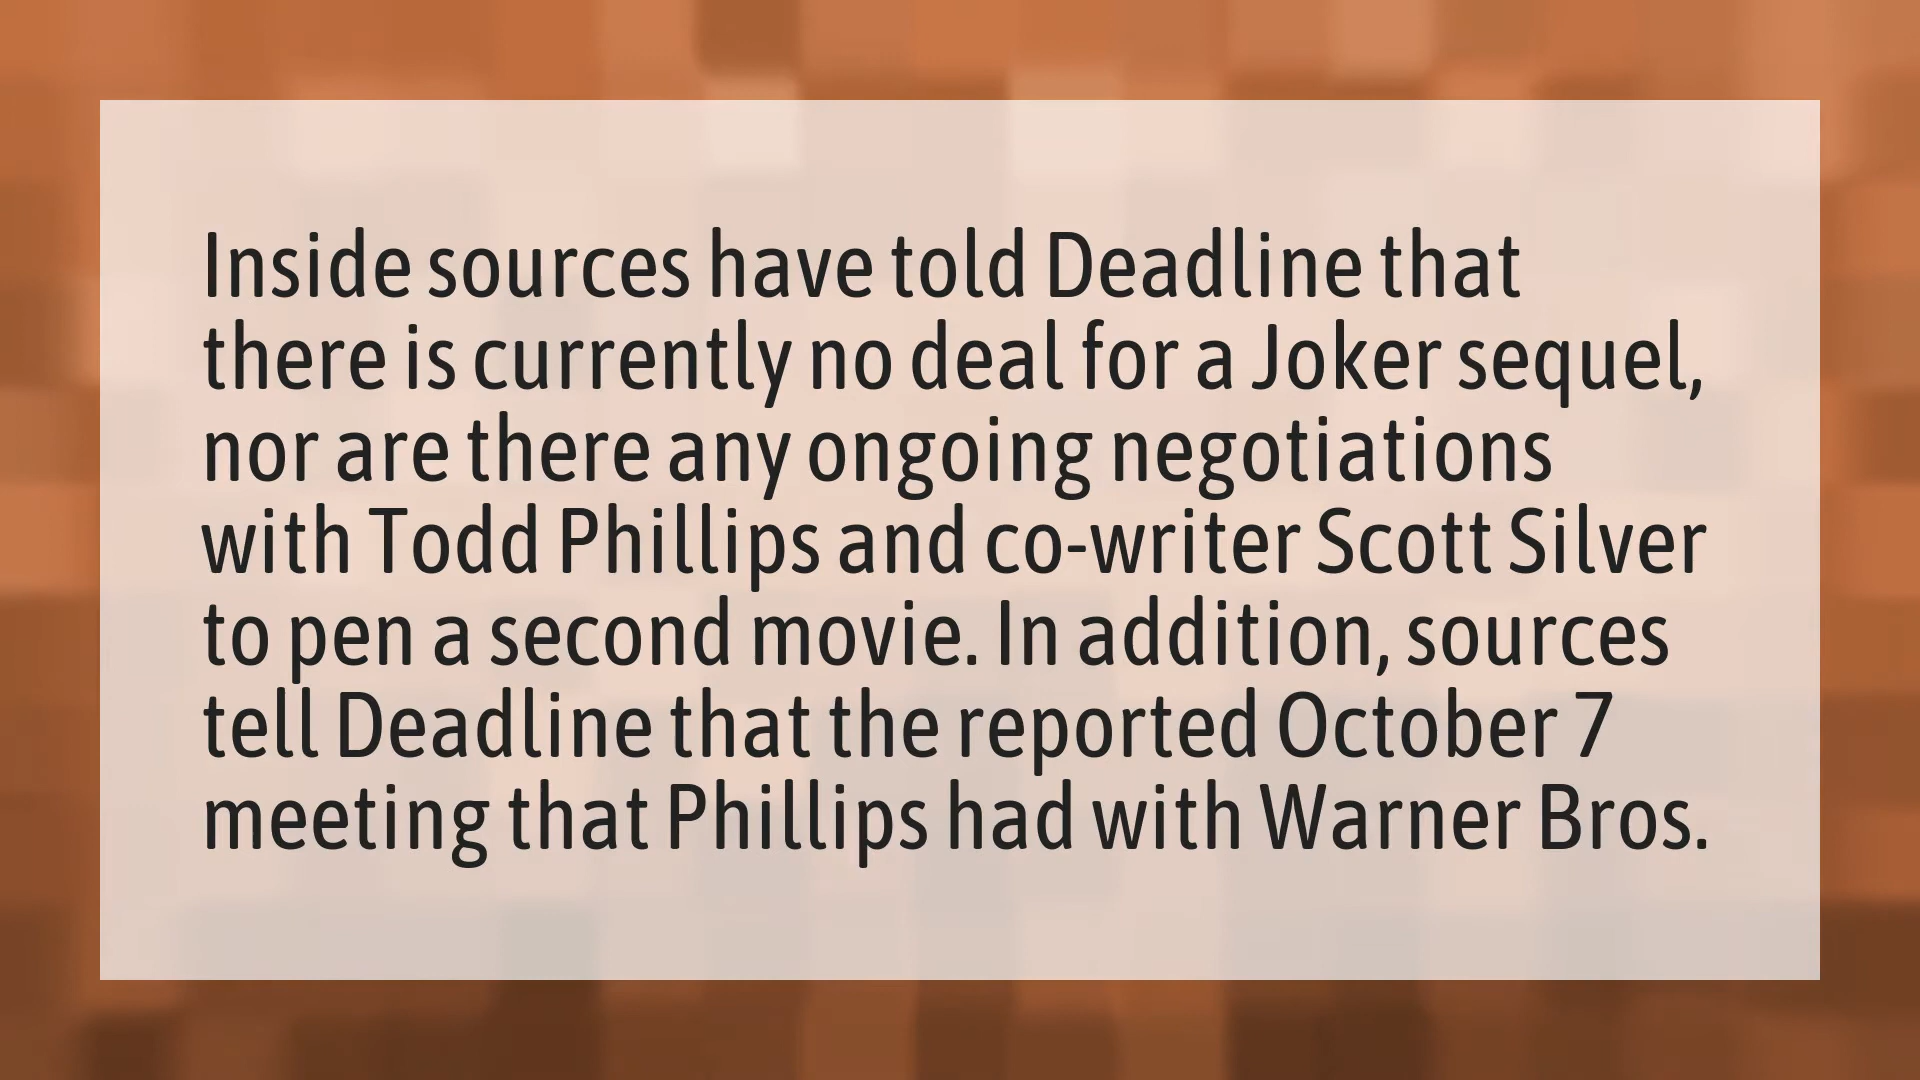 Inside sources have told Deadline that
there is currently no deal for a Joker sequel,
nor are there any ongoing negotiations
with Todd Phillips and co-writer Scott Silver
to pen a second movie. In addition, sources
tell Deadline that the reported October 7
meeting that Phillips had with Warner Bros.